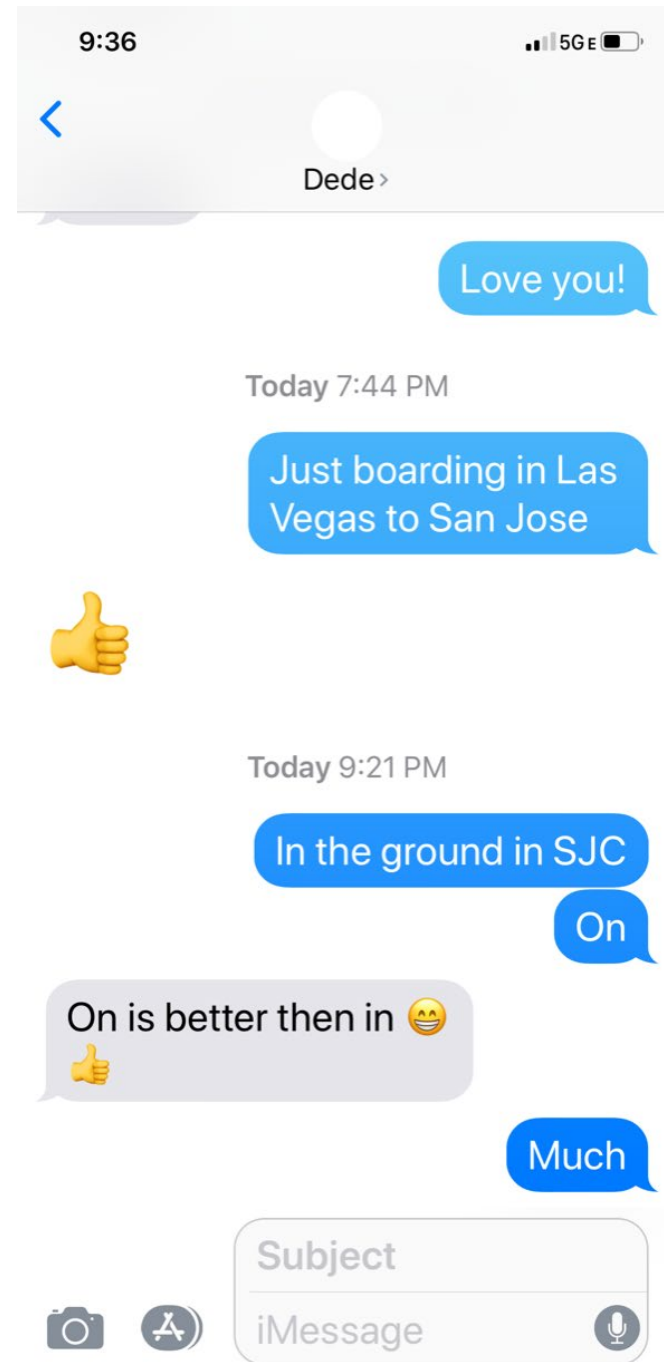 9:36
5G E
Dede
Love you!
Today 7:44 PM
Just boarding in Las
Vegas to San Jose
👍
Today 9:21 PM
In the ground in SJC
On
On is better then in 😁
👍
Much
Subject
iMessage